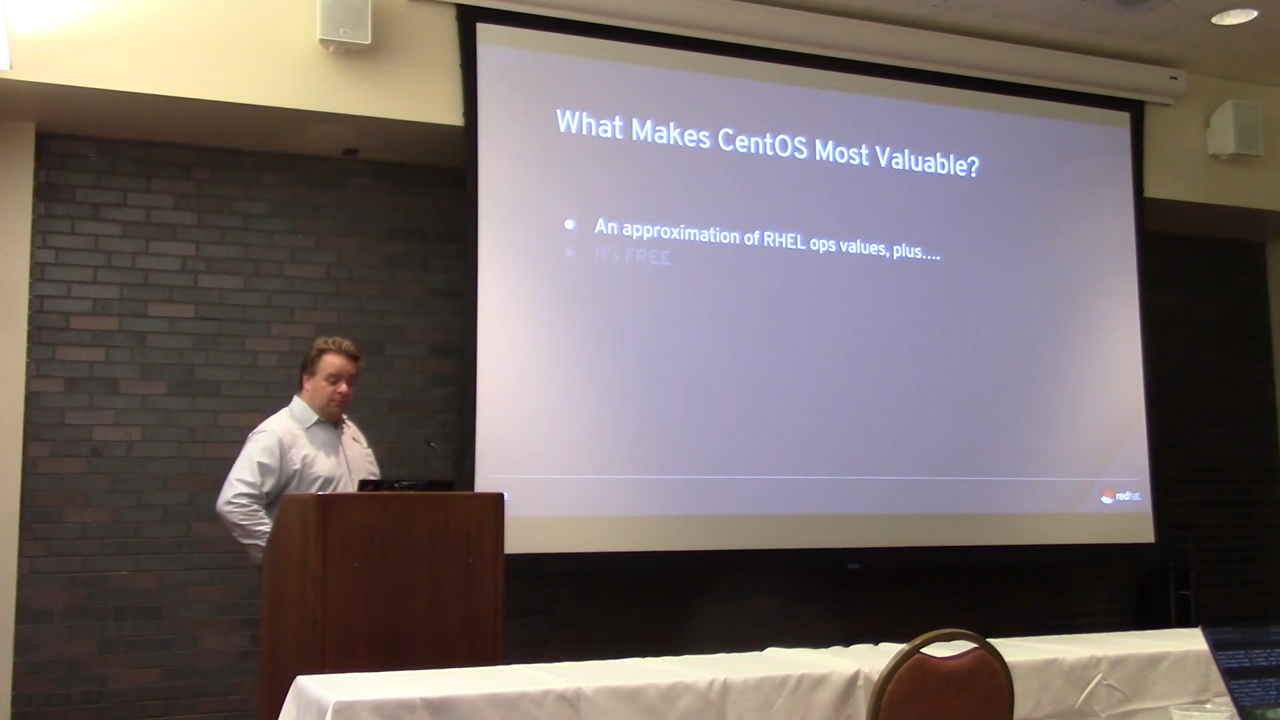 What Makes CentOS Most Valuable?
• An approximation of RHEL ops values, plus....
• It's FREE
redhat.